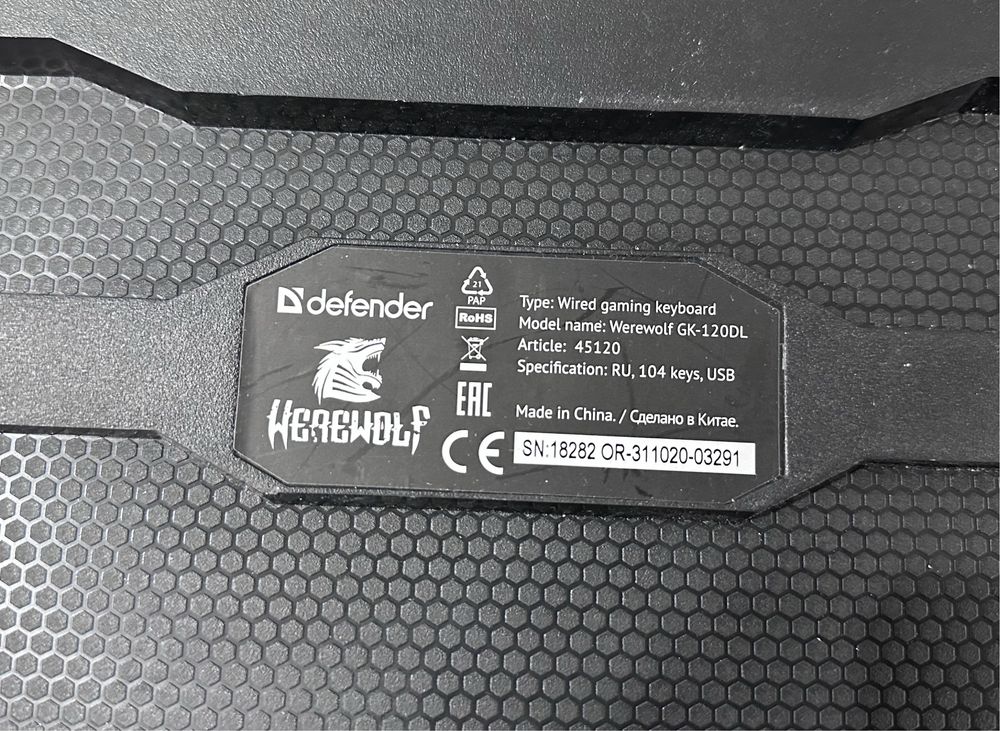 defender
WEREWOLF
21
PAP
RoHS
EAC
CE
Type: Wired gaming keyboard
Model name: Werewolf GK-120DL
Article: 45120
Specification: RU, 104 keys, USB
Made in China. / Сделано в Китае.
SN:18282 OR-311020-03291